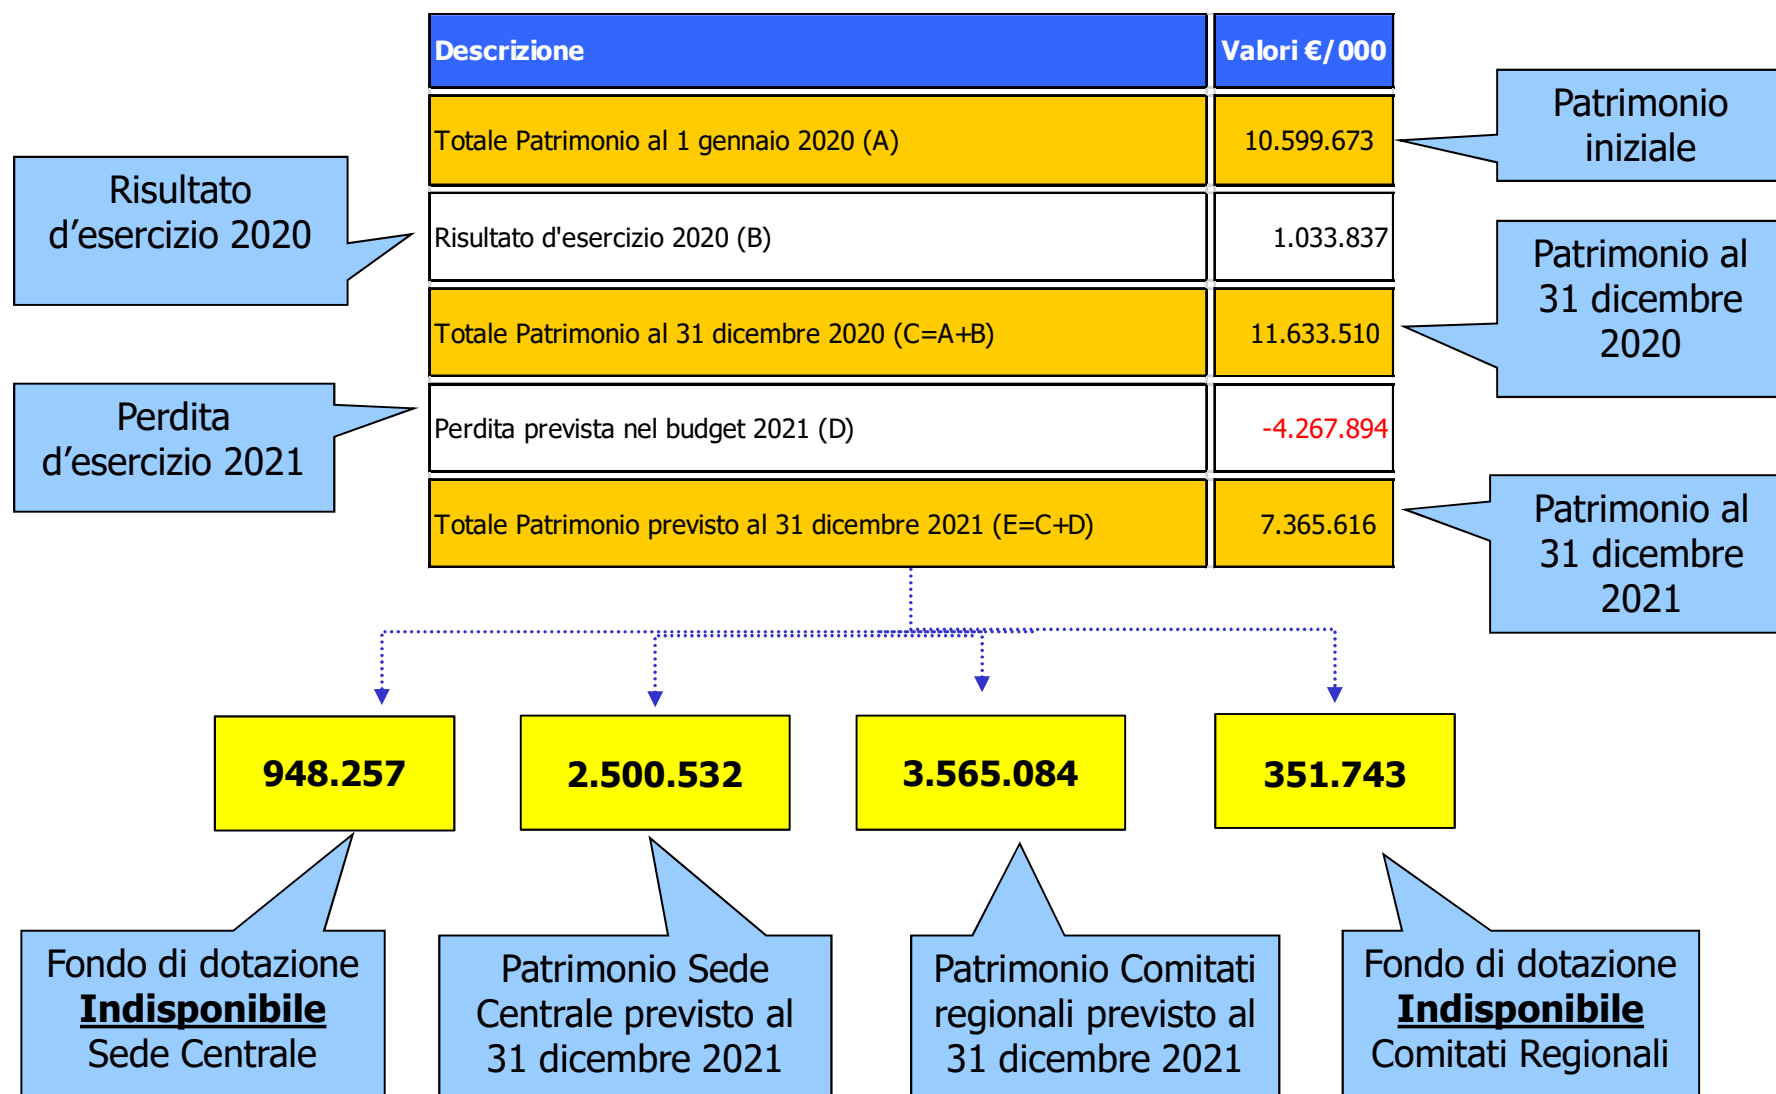 Descrizione
Valori €/000
Totale Patrimonio al 1 gennaio 2020 (A)
10.599.673
Patrimonio
iniziale
Risultato
d’esercizio 2020
Risultato d'esercizio 2020 (B)
1.033.837
Patrimonio al
31 dicembre
2020
Totale Patrimonio al 31 dicembre 2020 (C=A+B)
11.633.510
Perdita
d’esercizio 2021
Perdita prevista nel budget 2021 (D)
-4.267.894
Totale Patrimonio previsto al 31 dicembre 2021 (E=C+D)
7.365.616
Patrimonio al
31 dicembre
2021
948.257
2.500.532
3.565.084
351.743
Fondo di dotazione
Indisponibile
Sede Centrale
Patrimonio Sede
Centrale previsto al
31 dicembre 2021
Patrimonio Comitati
regionali previsto al
31 dicembre 2021
Fondo di dotazione
Indisponibile
Comitati Regionali